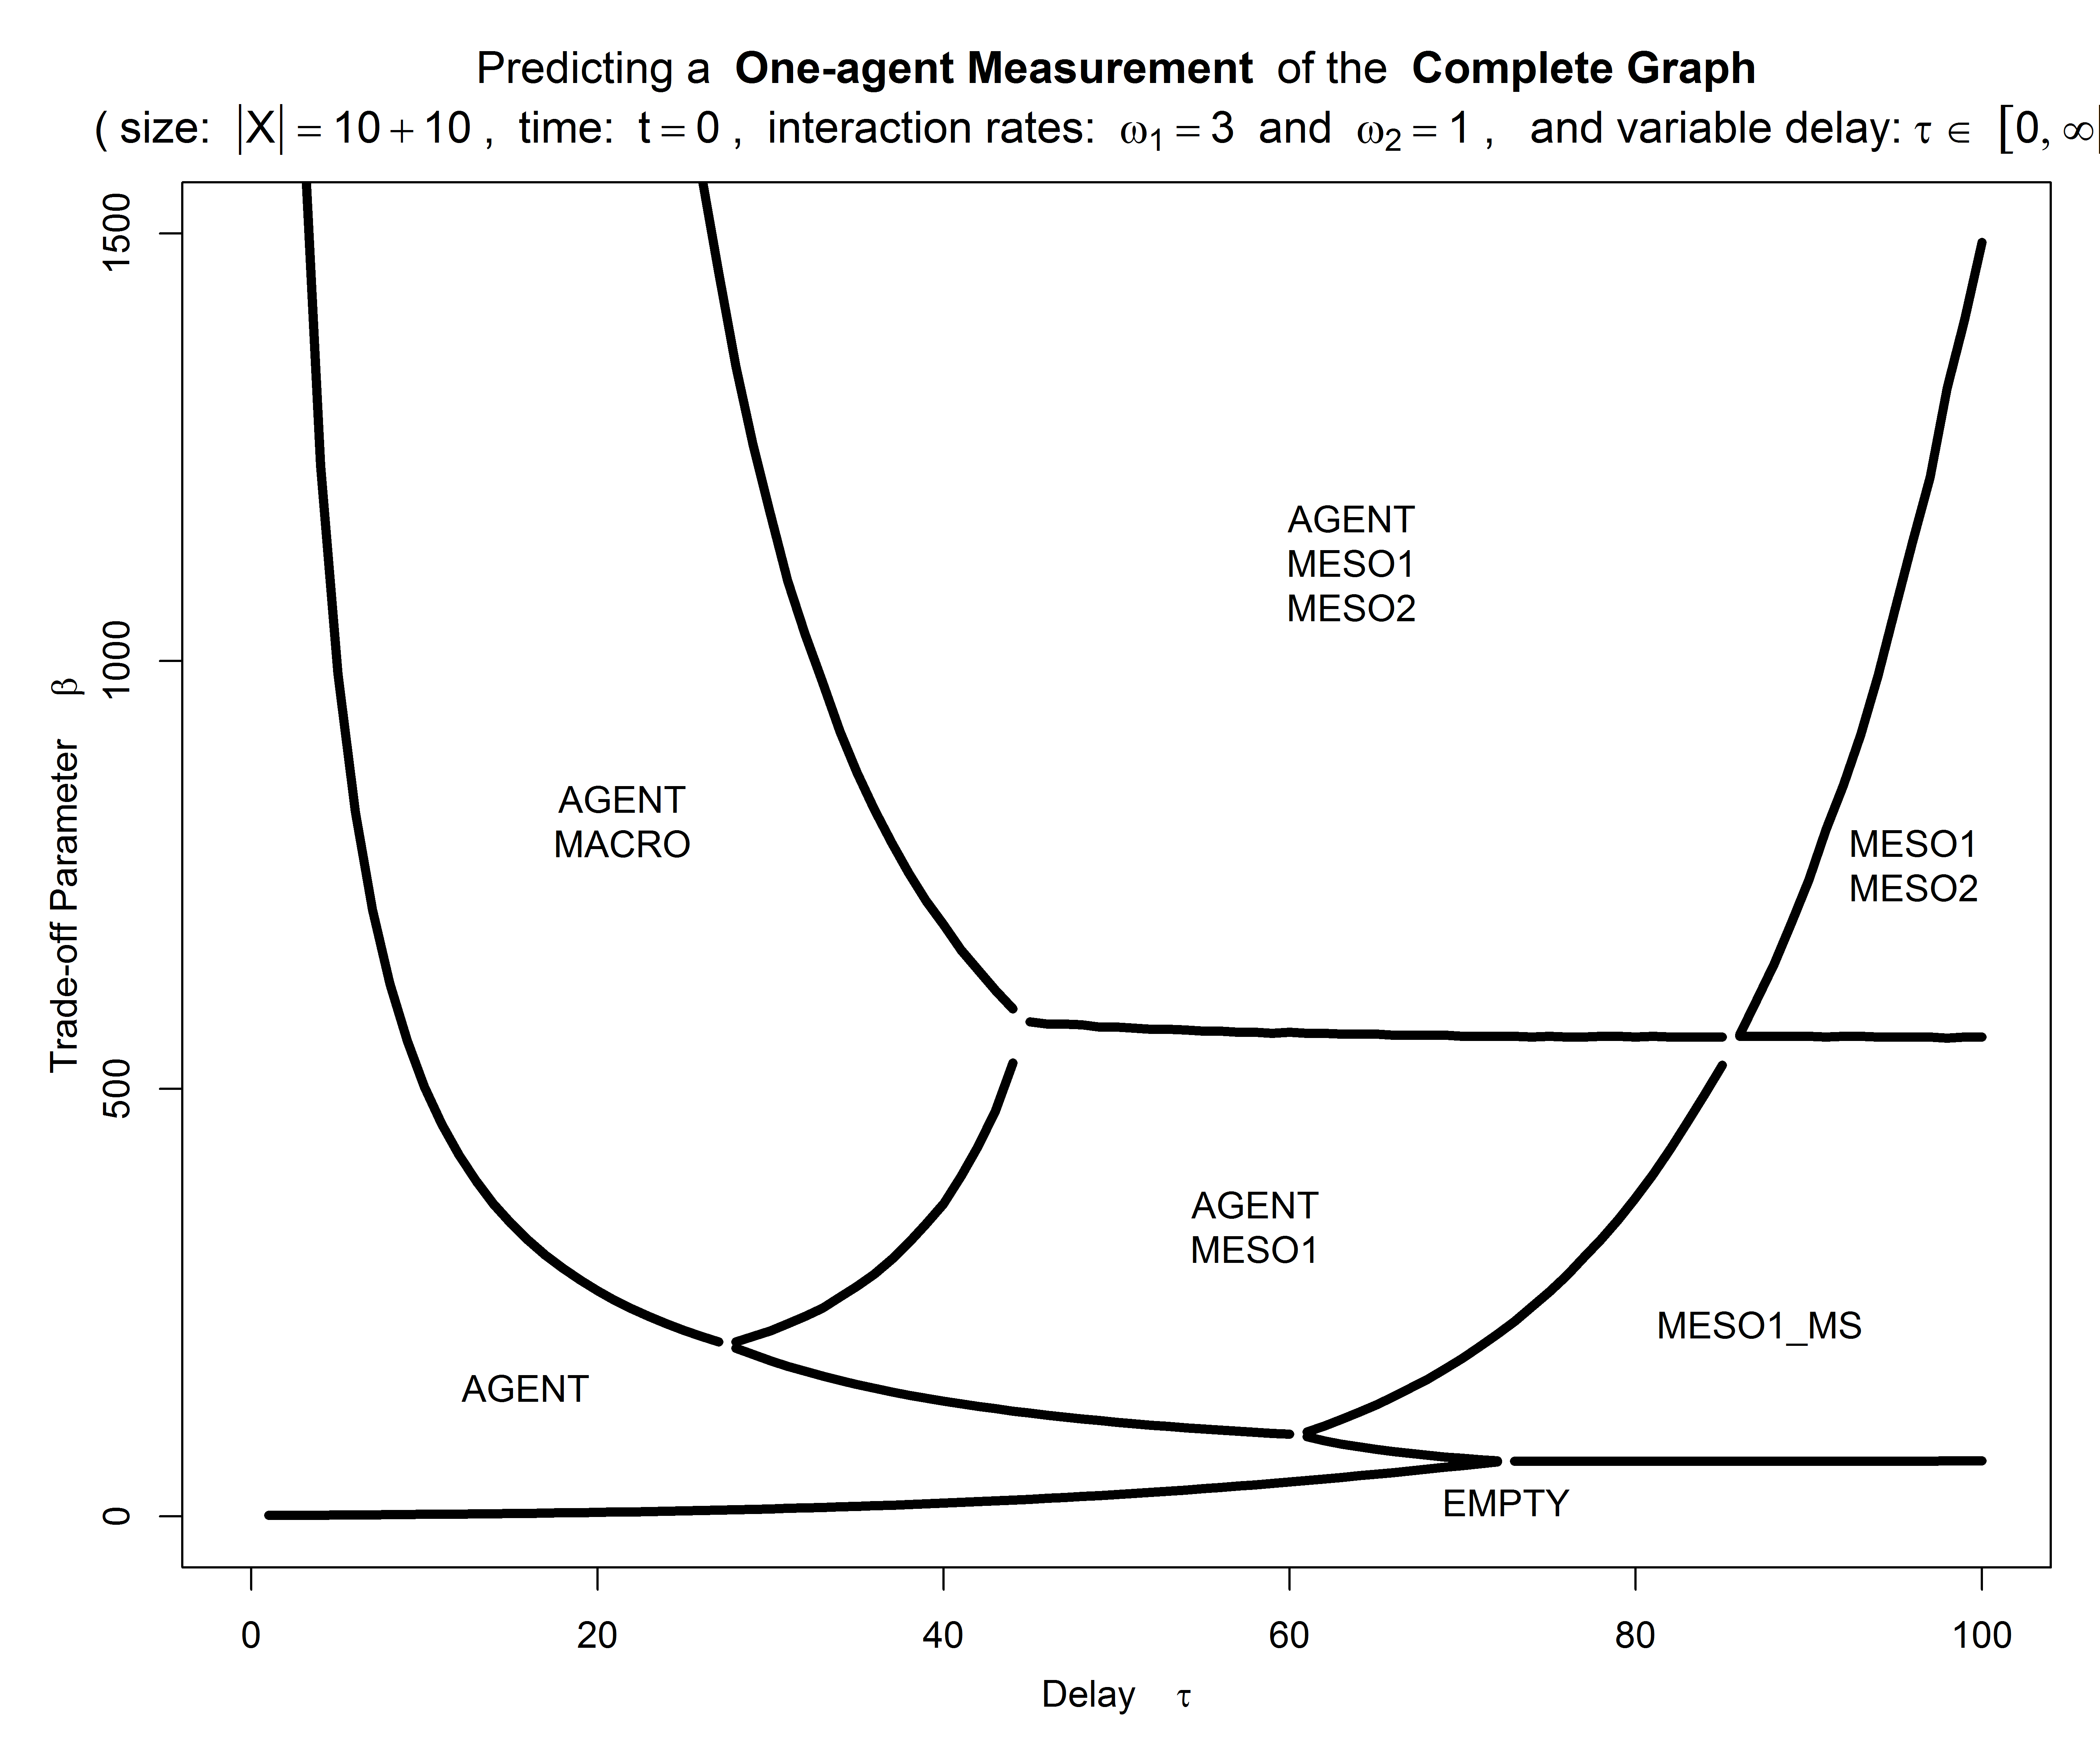 Predicting a One-agent Measurement of the Complete Graph
( size: |X| = 10 + 10 , time: t = 0 , interaction rates: ω1 = 3 and ω2 = 1 , and variable delay: τ ∈ [0, ∞[
1500
1000
500
0
Trade-off Parameter β
AGENT
MESO1
MESO2
AGENT
MACRO
MESO1
MESO2
AGENT
MESO1
MESO1_MS
AGENT
EMPTY
0 20 40 60 80 100
Delay τ